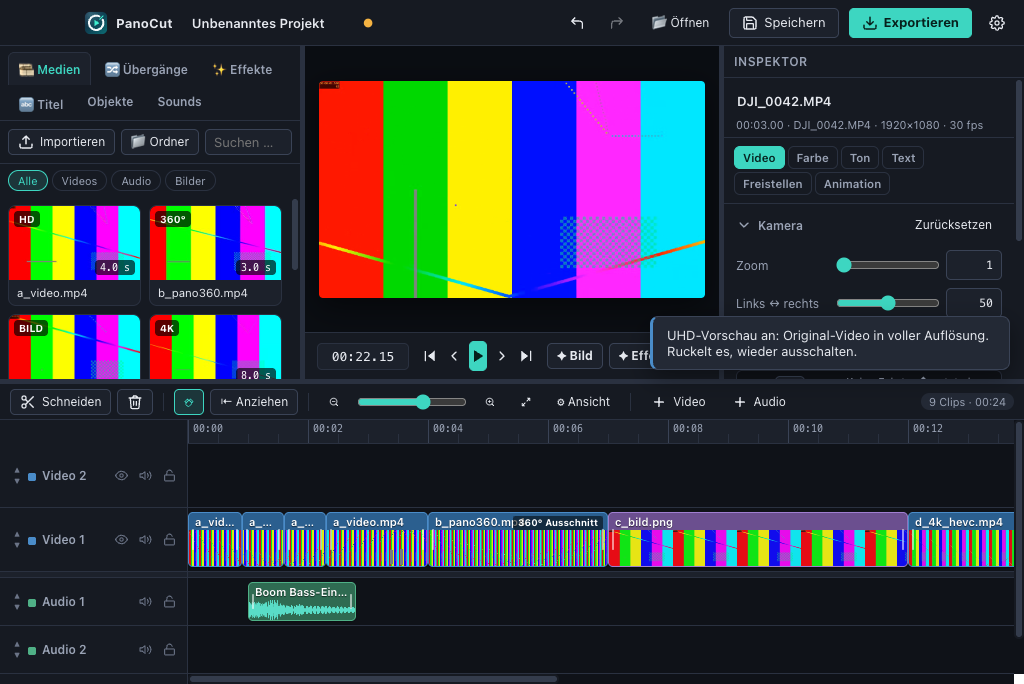 PanoCut
Unbenanntes Projekt
Öffnen
Speichern
Exportieren
Medien
Übergänge
Effekte
Titel
Objekte
Sounds
Importieren
Ordner
Suchen ...
Alle
Videos
Audio
Bilder
HD
4.0 s
a_video.mp4
360°
3.0 s
b_pano360.mp4
BILD
4K
8.0 s
00:22.15
Bild
INSPEKTOR
DJI_0042.MP4
00:03.00 · DJI_0042.MP4 · 1920×1080 · 30 fps
Video
Farbe
Ton
Text
Freistellen
Animation
Kamera
Zurücksetzen
Zoom
1
Links ↔ rechts
50
UHD-Vorschau an: Original-Video in voller Auflösung.
Ruckelt es, wieder ausschalten.
Schneiden
Anziehen
Ansicht
Video
Audio
9 Clips · 00:24
00:00
00:02
00:04
00:06
00:08
00:10
00:12
Video 2
Video 1
a_vid...
a_...
a_...
a_video.mp4
b_pano360.mp
360° Ausschnitt
c_bild.png
d_4k_hevc.mp4
Audio 1
Boom Bass-Ein...
Audio 2